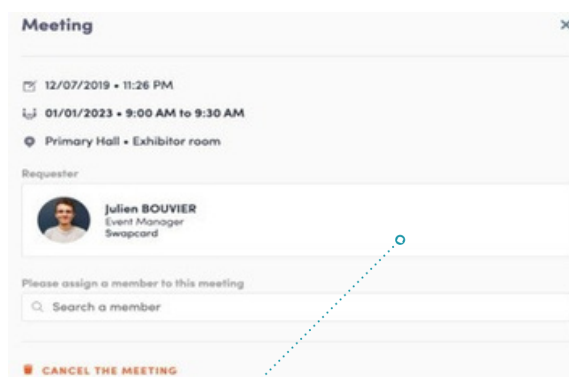 Meeting
12/07/2019 • 11:26 PM
01/01/2023 • 9:00 AM to 9:30 AM
Primary Hall • Exhibitor room
Requester
Julien BOUVIER
Event Manager
Swapcard
Please assign a member to this meeting
Search a member
CANCEL THE MEETING